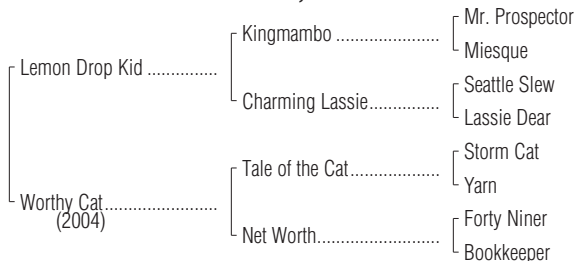 Mr. Prospector
Kingmambo ..................
Miesque
Lemon Drop Kid ............
Seattle Slew
Charming Lassie............
Lassie Dear
Storm Cat
Tale of the Cat...............
Yarn
Worthy Cat...................
(2004)
Forty Niner
Net Worth.....................
Bookkeeper